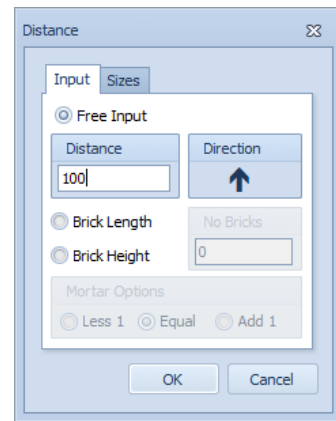 Distance
Input Sizes
Free Input
Distance Direction
100
Brick Length No Bricks
Brick Height 0
Mortar Options
Less 1 Equal Add 1
OK Cancel